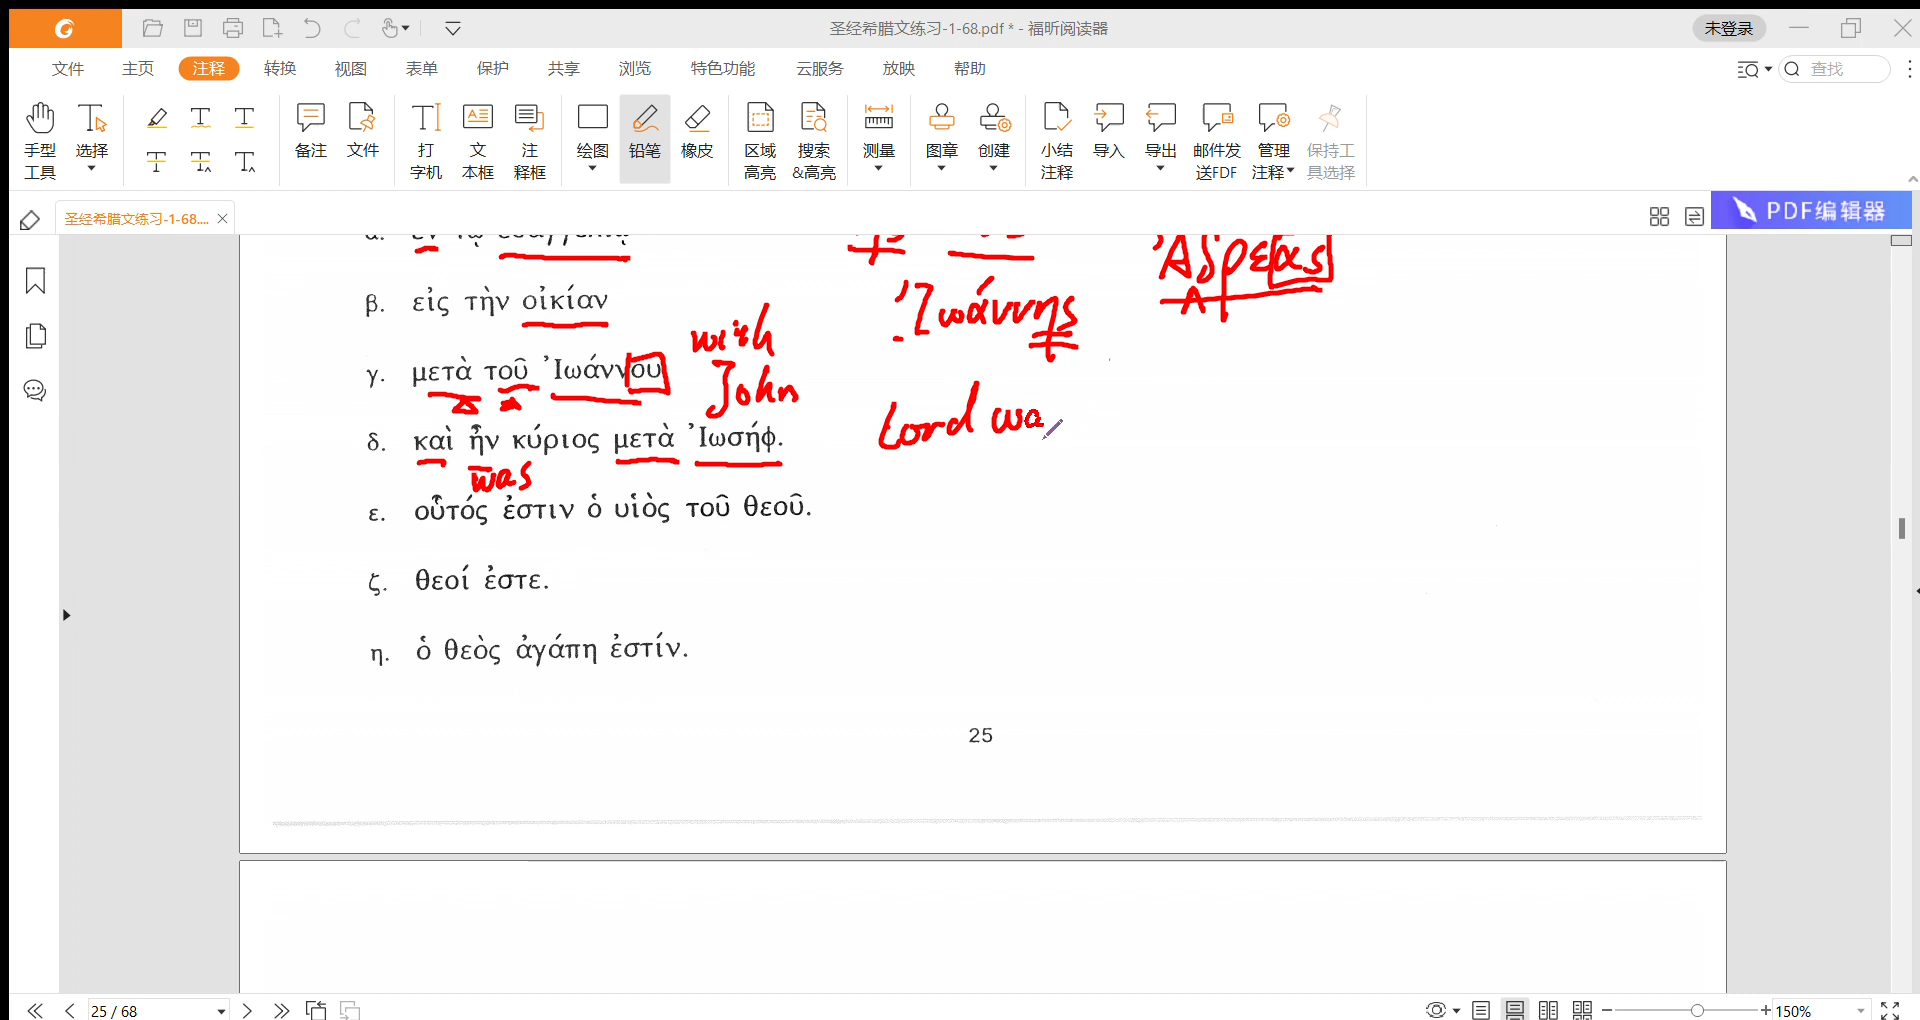 圣经希腊文练习-1-68.pdf * - 福昕阅读器
未登录
文件 主页 注释 转换 视图 表单 保护 共享 浏览 特色功能 云服务 放映 帮助
查找
手型工具 选择 备注 文件 打字机 文本框 注释框 绘图 铅笔 橡皮 区域高亮 搜索&高亮 测量 图章 创建 小结注释 导入 导出 邮件发送FDF 管理注释 保持工具选择
圣经希腊文练习-1-68....
PDF编辑器
β. εἰς τὴν οἰκίαν
Ἰωάννης
with
γ. μετὰ τοῦ Ἰωάννου
John
Lord wa
δ. καὶ ἦν κύριος μετὰ Ἰωσήφ.
was
ε. οὗτός ἐστιν ὁ υἱὸς τοῦ θεοῦ.
ζ. θεοί ἐστε.
η. ὁ θεὸς ἀγάπη ἐστίν.
25
25 / 68
150%